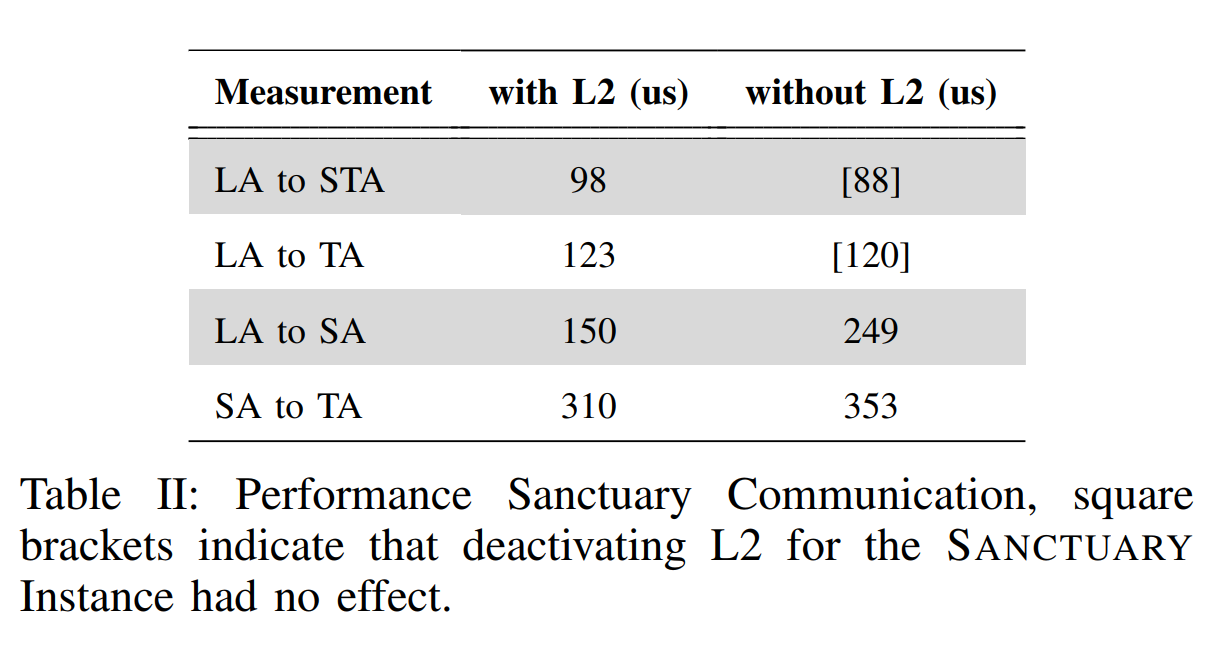 Measurement with L2 (us) without L2 (us)
LA to STA 98 [88]
LA to TA 123 [120]
LA to SA 150 249
SA to TA 310 353
Table II: Performance Sanctuary Communication, square
brackets indicate that deactivating L2 for the SANCTUARY
Instance had no effect.